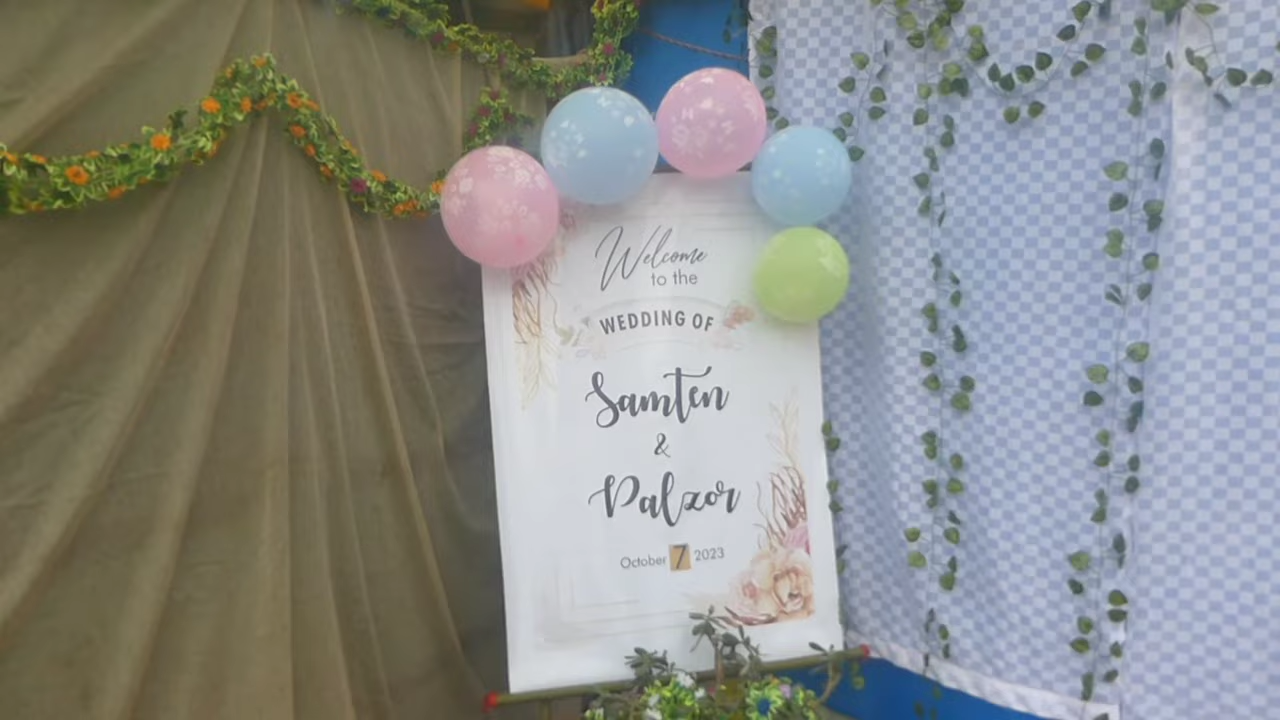 Welcome
to the
WEDDING OF
Samten
&
Palzor
October 7 2023